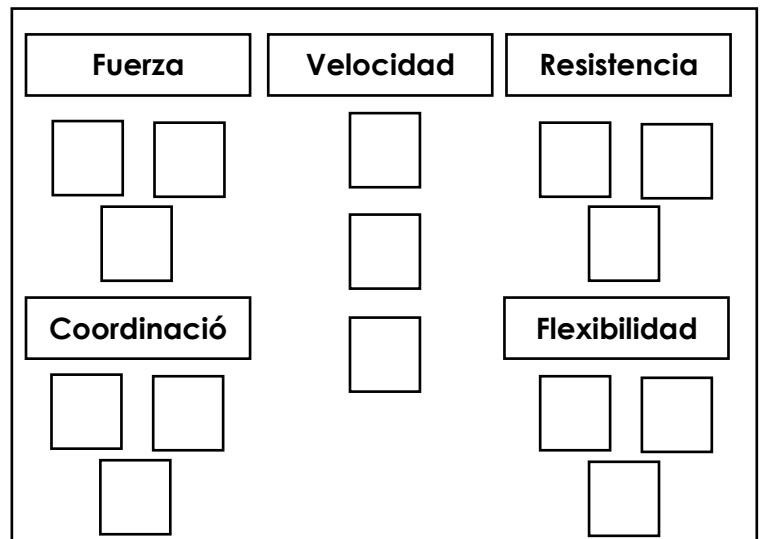 Fuerza
Velocidad
Resistencia
Coordinació
Flexibilidad